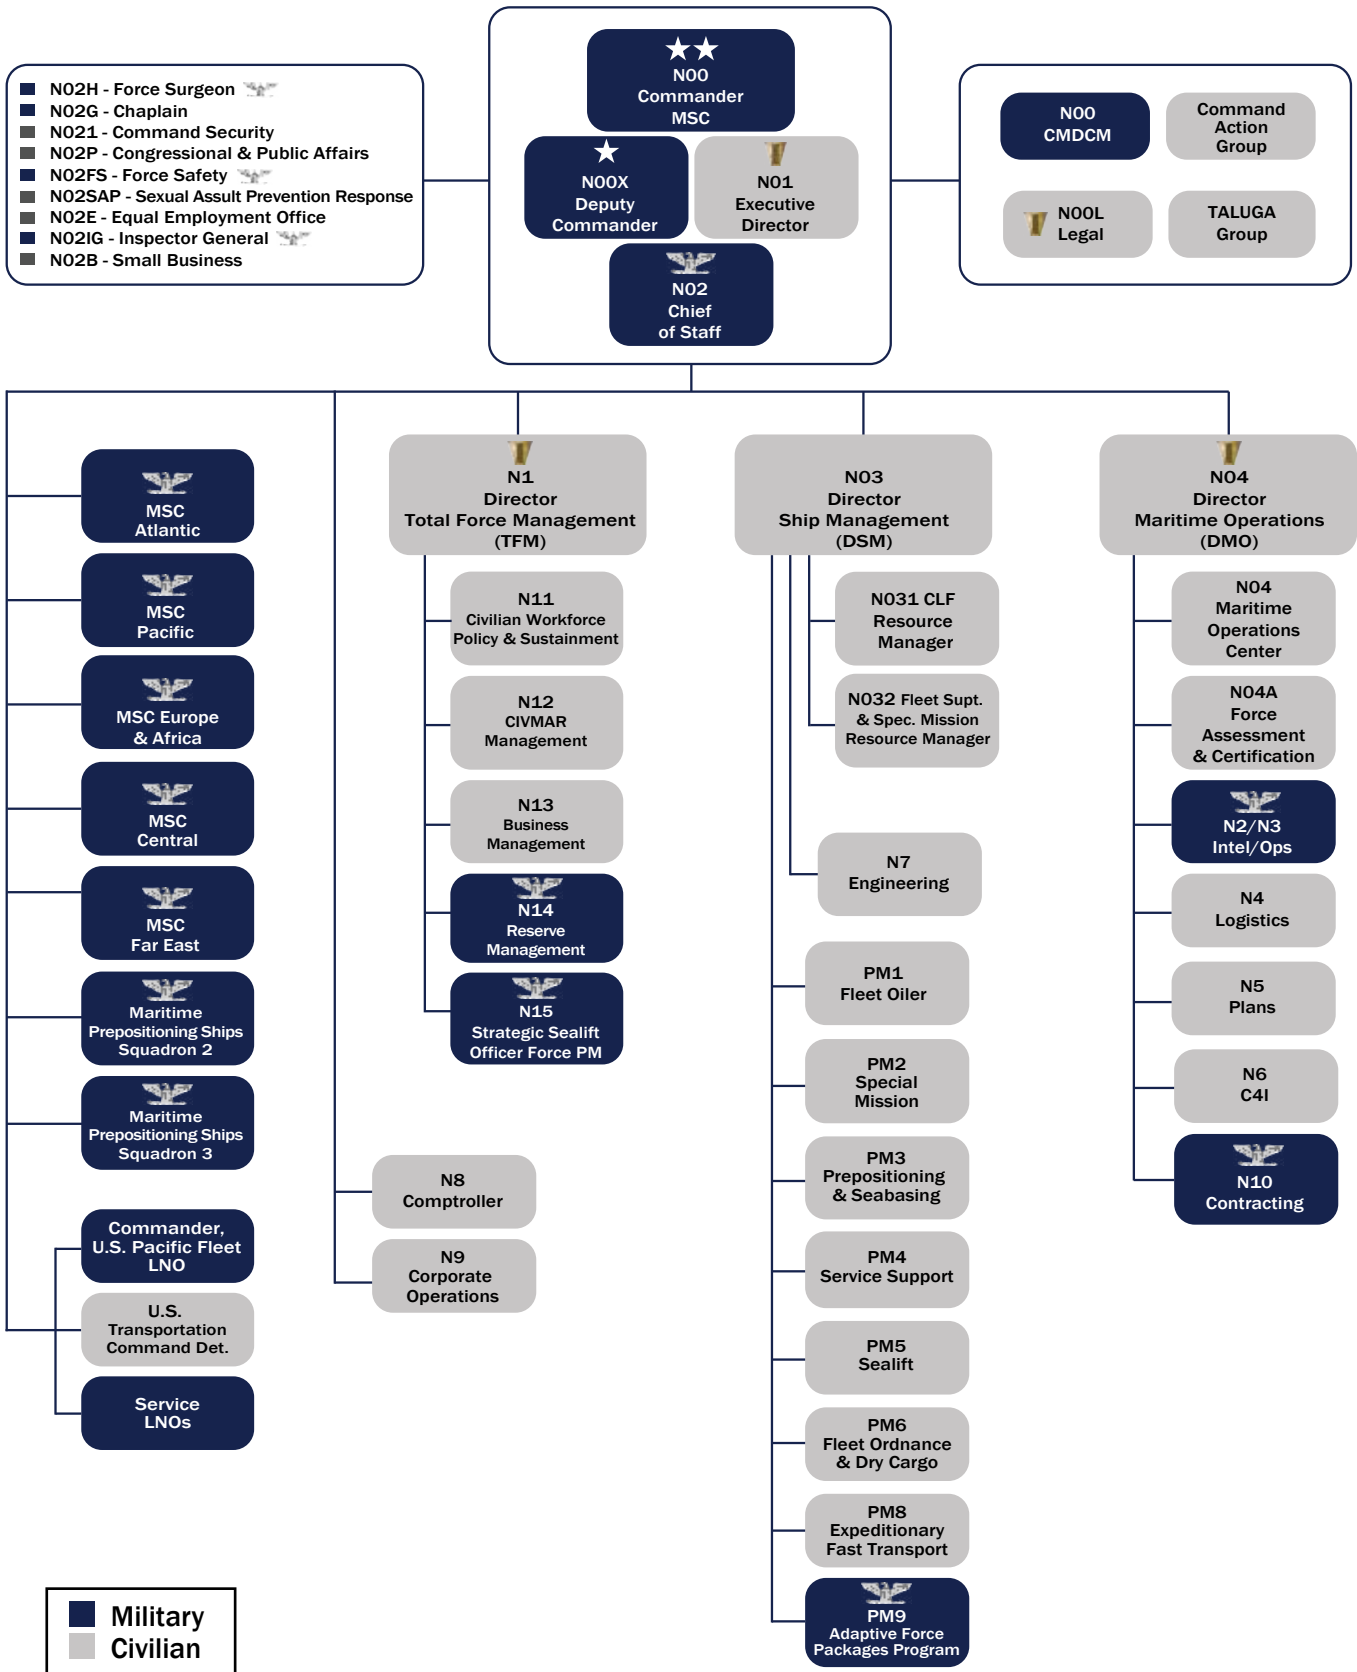 N02H - Force Surgeon
N02G - Chaplain
N021 - Command Security
N02P - Congressional & Public Affairs
N02FS - Force Safety
N02SAP - Sexual Assult Prevention Response
N02E - Equal Employment Office
N02IG - Inspector General
N02B - Small Business
N00
Commander
MSC
N00X
Deputy
Commander
N01
Executive
Director
N02
Chief
of Staff
N00
CMDCM
Command
Action
Group
N00L
Legal
TALUGA
Group
MSC
Atlantic
MSC
Pacific
MSC Europe
& Africa
MSC
Central
MSC
Far East
Maritime
Prepositioning Ships
Squadron 2
Maritime
Prepositioning Ships
Squadron 3
Commander,
U.S. Pacific Fleet
LNO
U.S.
Transportation
Command Det.
Service
LNOs
N8
Comptroller
N9
Corporate
Operations
N1
Director
Total Force Management
(TFM)
N11
Civilian Workforce
Policy & Sustainment
N12
CIVMAR
Management
N13
Business
Management
N14
Reserve
Management
N15
Strategic Sealift
Officer Force PM
N03
Director
Ship Management
(DSM)
N031 CLF
Resource
Manager
N032 Fleet Supt.
& Spec. Mission
Resource Manager
N7
Engineering
PM1
Fleet Oiler
PM2
Special
Mission
PM3
Prepositioning
& Seabasing
PM4
Service Support
PM5
Sealift
PM6
Fleet Ordnance
& Dry Cargo
PM8
Expeditionary
Fast Transport
PM9
Adaptive Force
Packages Program
N04
Director
Maritime Operations
(DMO)
N04
Maritime
Operations
Center
N04A
Force
Assessment
& Certification
N2/N3
Intel/Ops
N4
Logistics
N5
Plans
N6
C4I
N10
Contracting
Military
Civilian